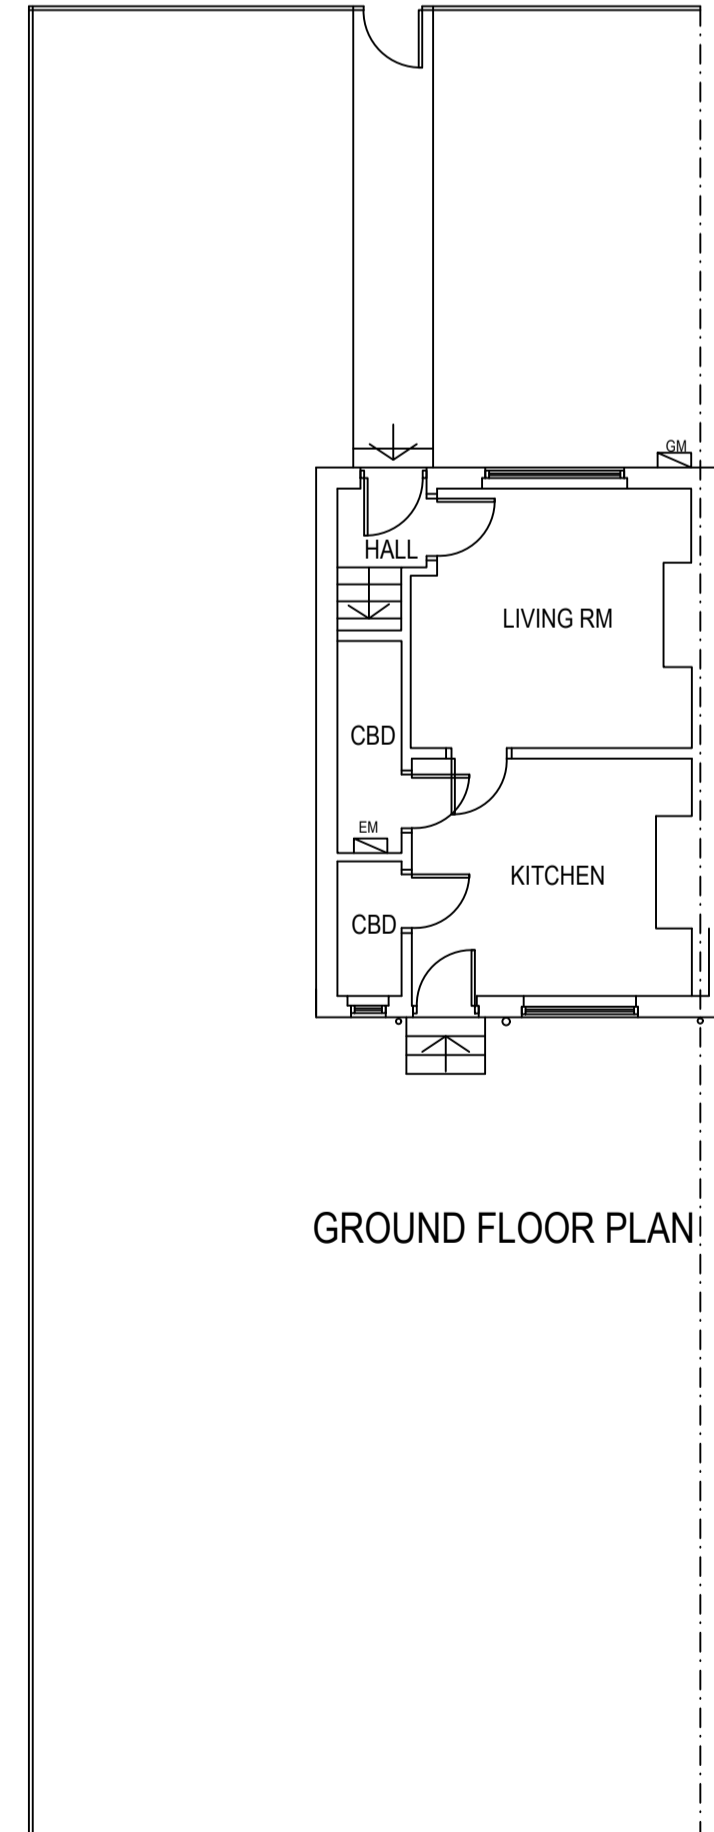 GM
HALL
LIVING RM
CBD
EM
KITCHEN
CBD
GROUND FLOOR PLAN